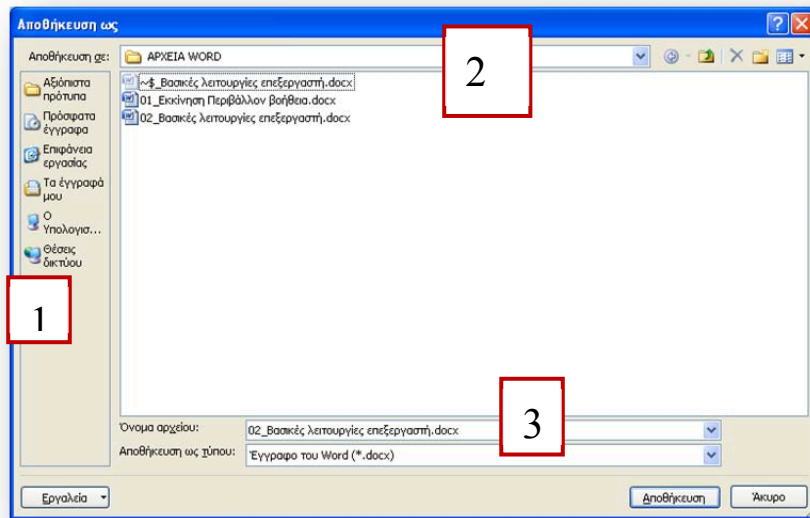 Αποθήκευση ως
Αποθήκευση σε:
ΑΡΧΕΙΑ WORD
2
Αξιόπιστα
πρότυπα
Πρόσφατα
έγγραφα
Επιφάνεια
εργασίας
Τα έγγραφά
μου
Ο
Υπολογισ...
Θέσεις
δικτύου
1
~$_Βασικές λειτουργίες επεξεργαστή.docx
01_Εκκίνηση Περιβάλλον βοήθεια.docx
02_Βασικές λειτουργίες επεξεργαστή.docx
Όνομα αρχείου:
02_Βασικές λειτουργίες επεξεργαστή.docx
3
Αποθήκευση ως τύπου:
Έγγραφο του Word (*.docx)
Εργαλεία
Αποθήκευση
Άκυρο